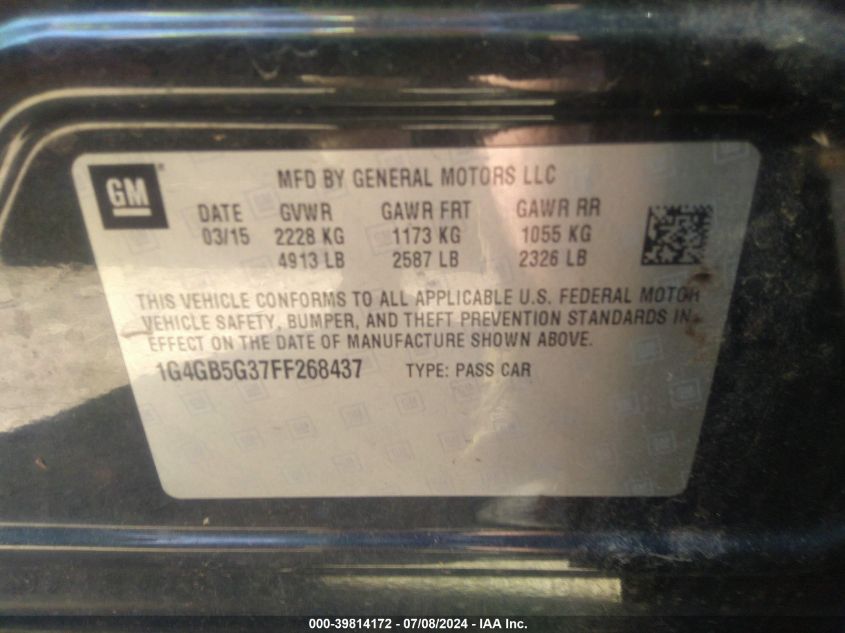 GM
MFD BY GENERAL MOTORS LLC
DATE GVWR GAWR FRT GAWR RR
03/15 2228 KG 1173 KG 1055 KG
4913 LB 2587 LB 2326 LB
THIS VEHICLE CONFORMS TO ALL APPLICABLE U.S. FEDERAL MOTOR
VEHICLE SAFETY, BUMPER, AND THEFT PREVENTION STANDARDS IN
EFFECT ON THE DATE OF MANUFACTURE SHOWN ABOVE.
1G4GB5G37FF268437 TYPE: PASS CAR
000-39814172 - 07/08/2024 - IAA Inc.